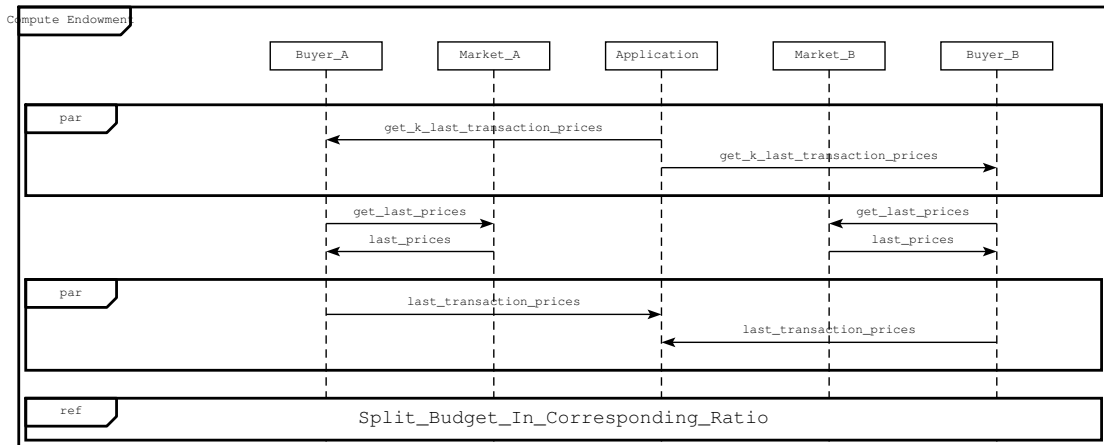 Compute Endowment
Buyer_A Market_A Application Market_B Buyer_B
par
get_k_last_transaction_prices
get_k_last_transaction_prices
get_last_prices get_last_prices
last_prices last_prices
par
last_transaction_prices
last_transaction_prices
ref
Split_Budget_In_Corresponding_Ratio